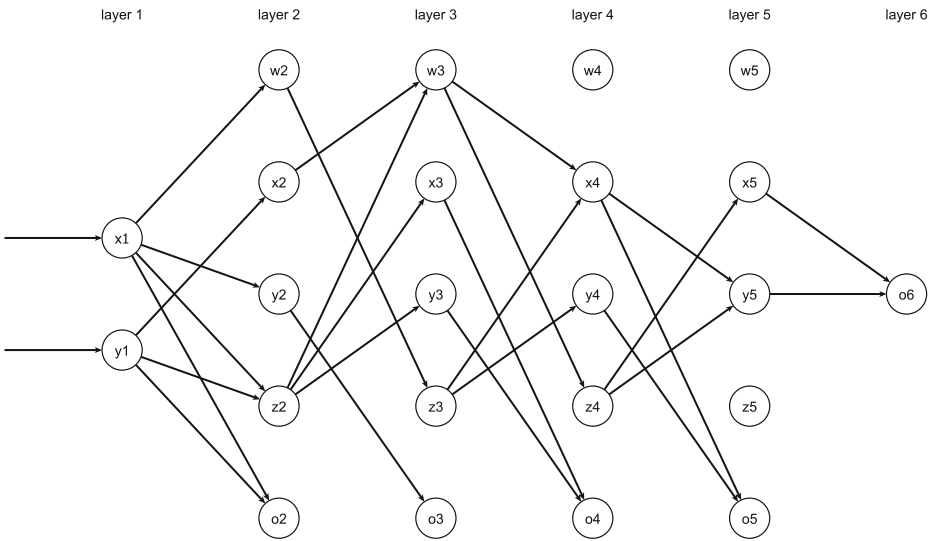 layer 1 layer 2 layer 3 layer 4 layer 5 layer 6
w2 w3 w4 w5
x2 x3 x4 x5
x1
y2 y3 y4 y5 o6
y1
z2 z3 z4 z5
o2 o3 o4 o5